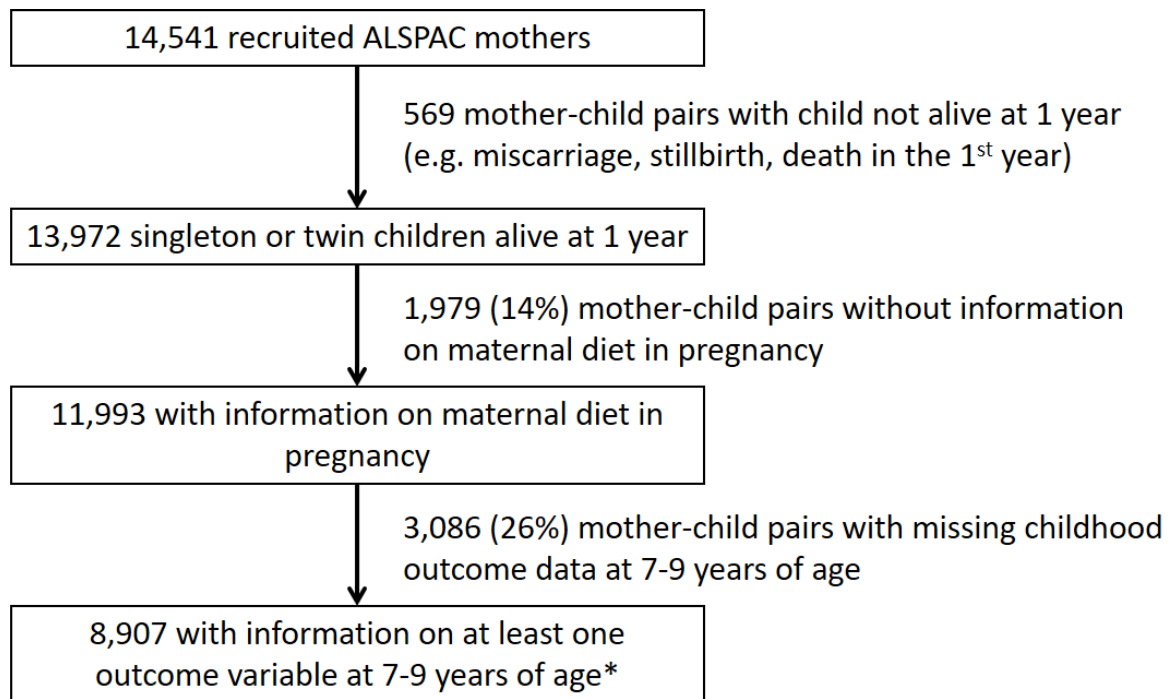 14,541 recruited ALSPAC mothers
569 mother-child pairs with child not alive at 1 year
(e.g. miscarriage, stillbirth, death in the 1st year)
13,972 singleton or twin children alive at 1 year
1,979 (14%) mother-child pairs without information
on maternal diet in pregnancy
11,993 with information on maternal diet in
pregnancy
3,086 (26%) mother-child pairs with missing childhood
outcome data at 7-9 years of age
8,907 with information on at least one
outcome variable at 7-9 years of age*